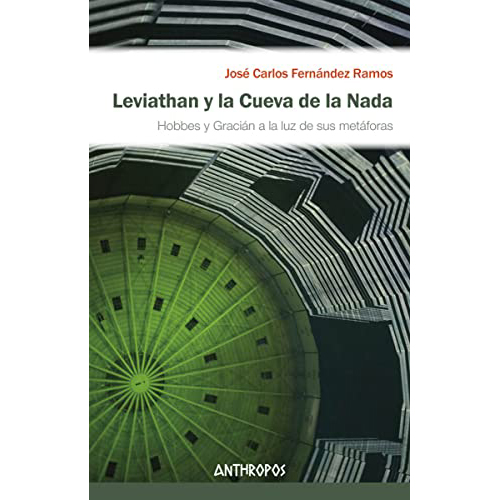 José Carlos Fernández Ramos
Leviathan y la Cueva de la Nada
Hobbes y Gracián a la luz de sus metáforas
ANTHROPOS